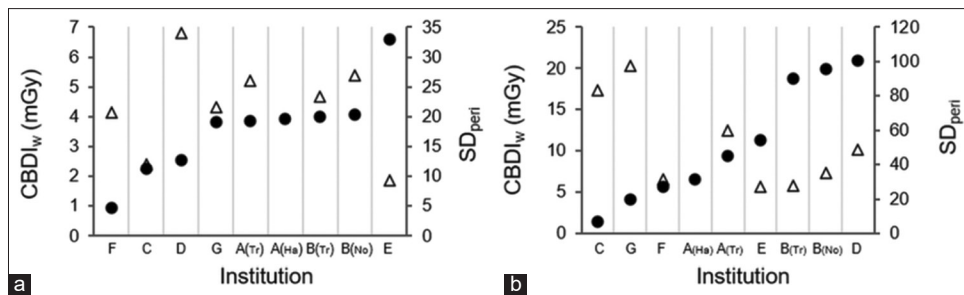 7
6
5
4
3
2
1
0
CBDIw (mGy)
35
30
25
20
15
10
5
0
SDperi
F C D G A(Tr) A(Ha) B(Tr) B(No) E
Institution
a
25
20
15
10
5
0
CBDIw (mGy)
120
100
80
60
40
20
0
SDperi
C G F A(Ha) A(Tr) E B(Tr) B(No) D
Institution
b